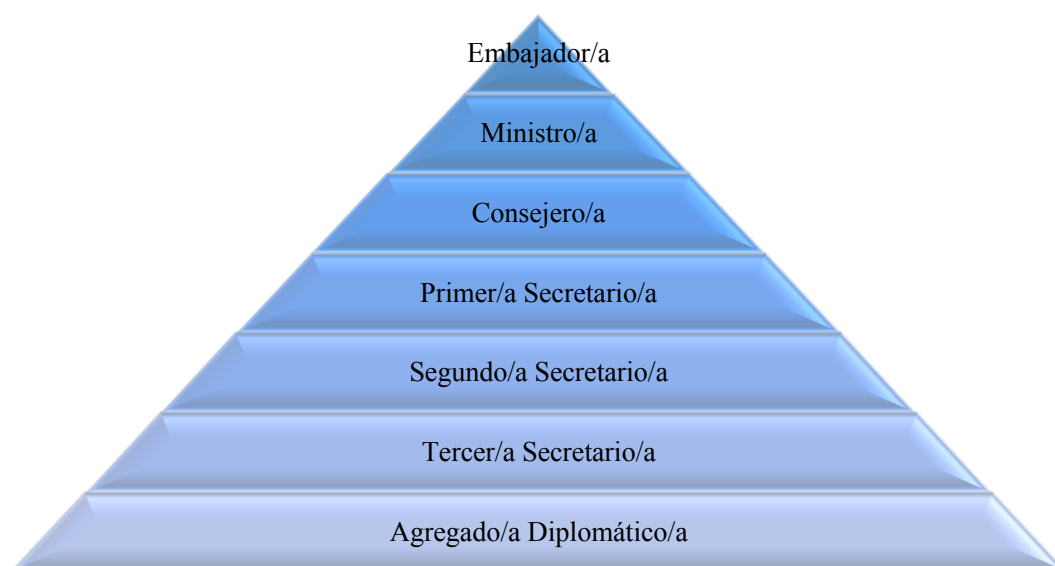 Embajador/a
Ministro/a
Consejero/a
Primer/a Secretario/a
Segundo/a Secretario/a
Tercer/a Secretario/a
Agregado/a Diplomático/a